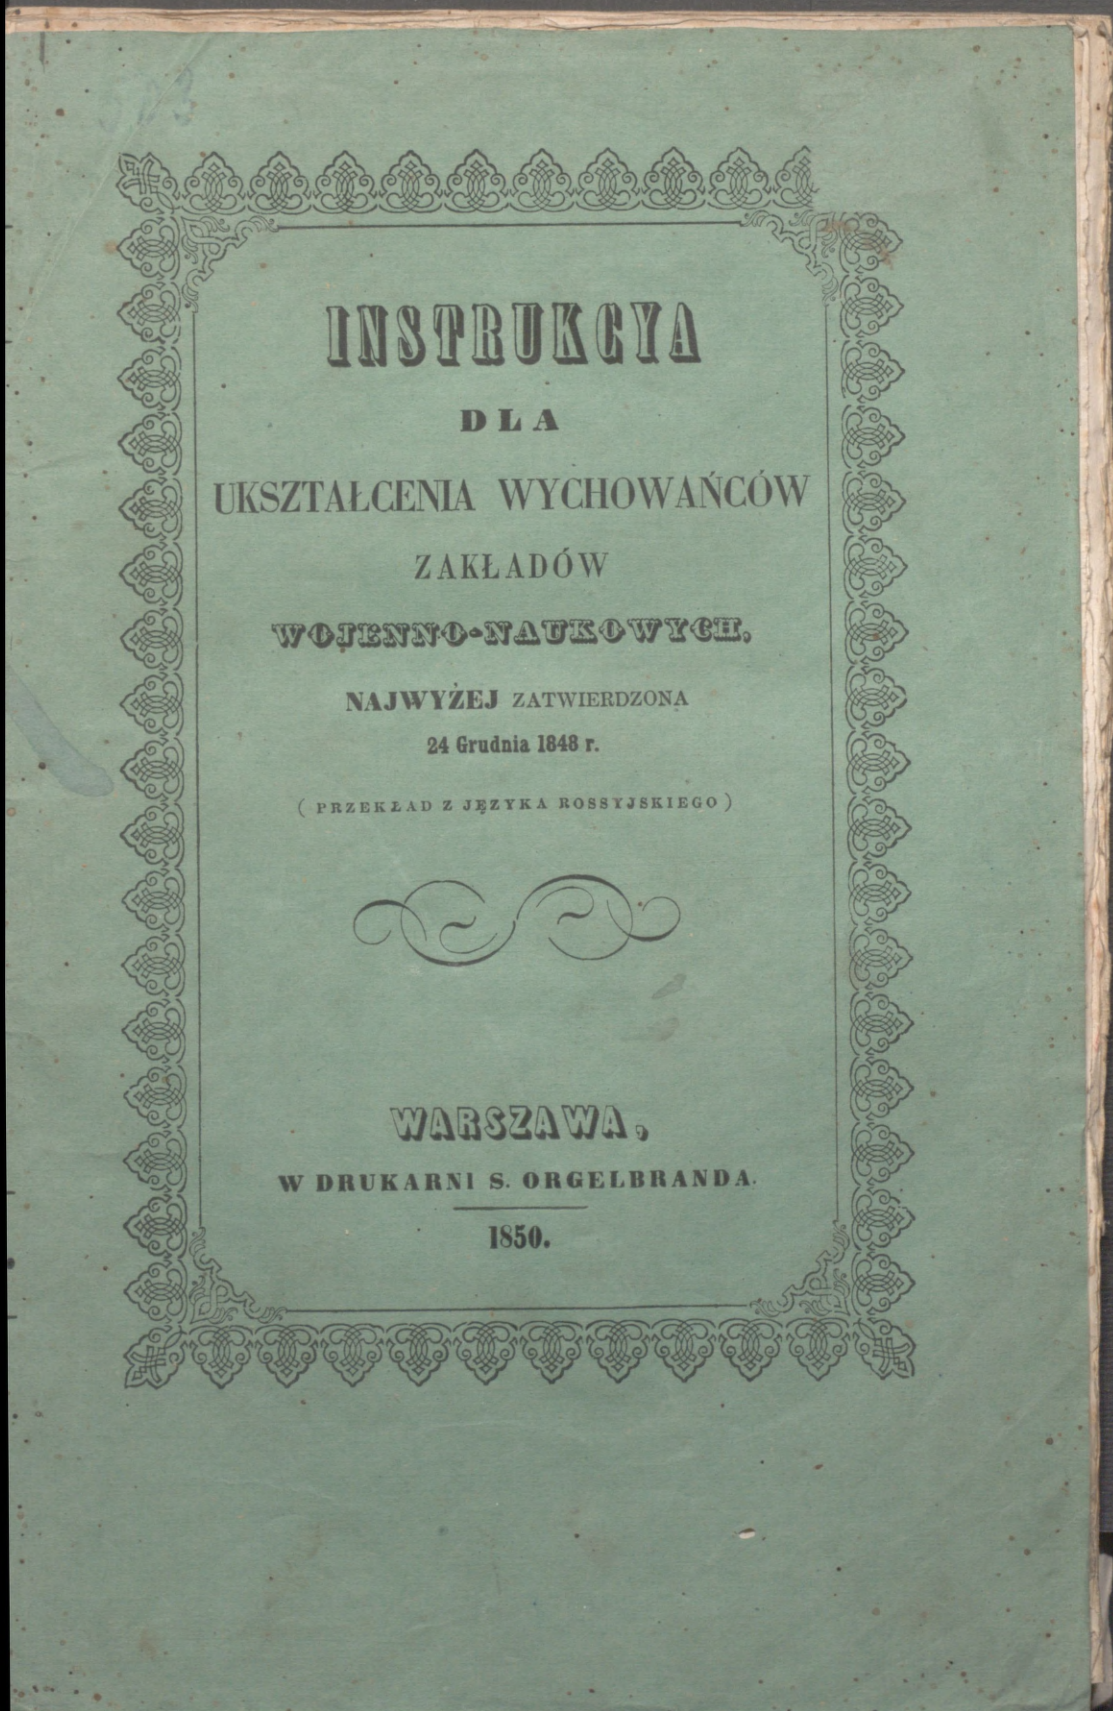 INSTRUKCYA
DLA
UKSZTAŁCENIA WYCHOWAŃCÓW
ZAKŁADÓW
WOJENNO-NAUKOWYCH,
NAJWYŻEJ ZATWIERDZONA
24 Grudnia 1848 r.
( PRZEKŁAD Z JĘZYKA ROSSYJSKIEGO )
WARSZAWA,
W DRUKARNI S. ORGELBRANDA.
1850.